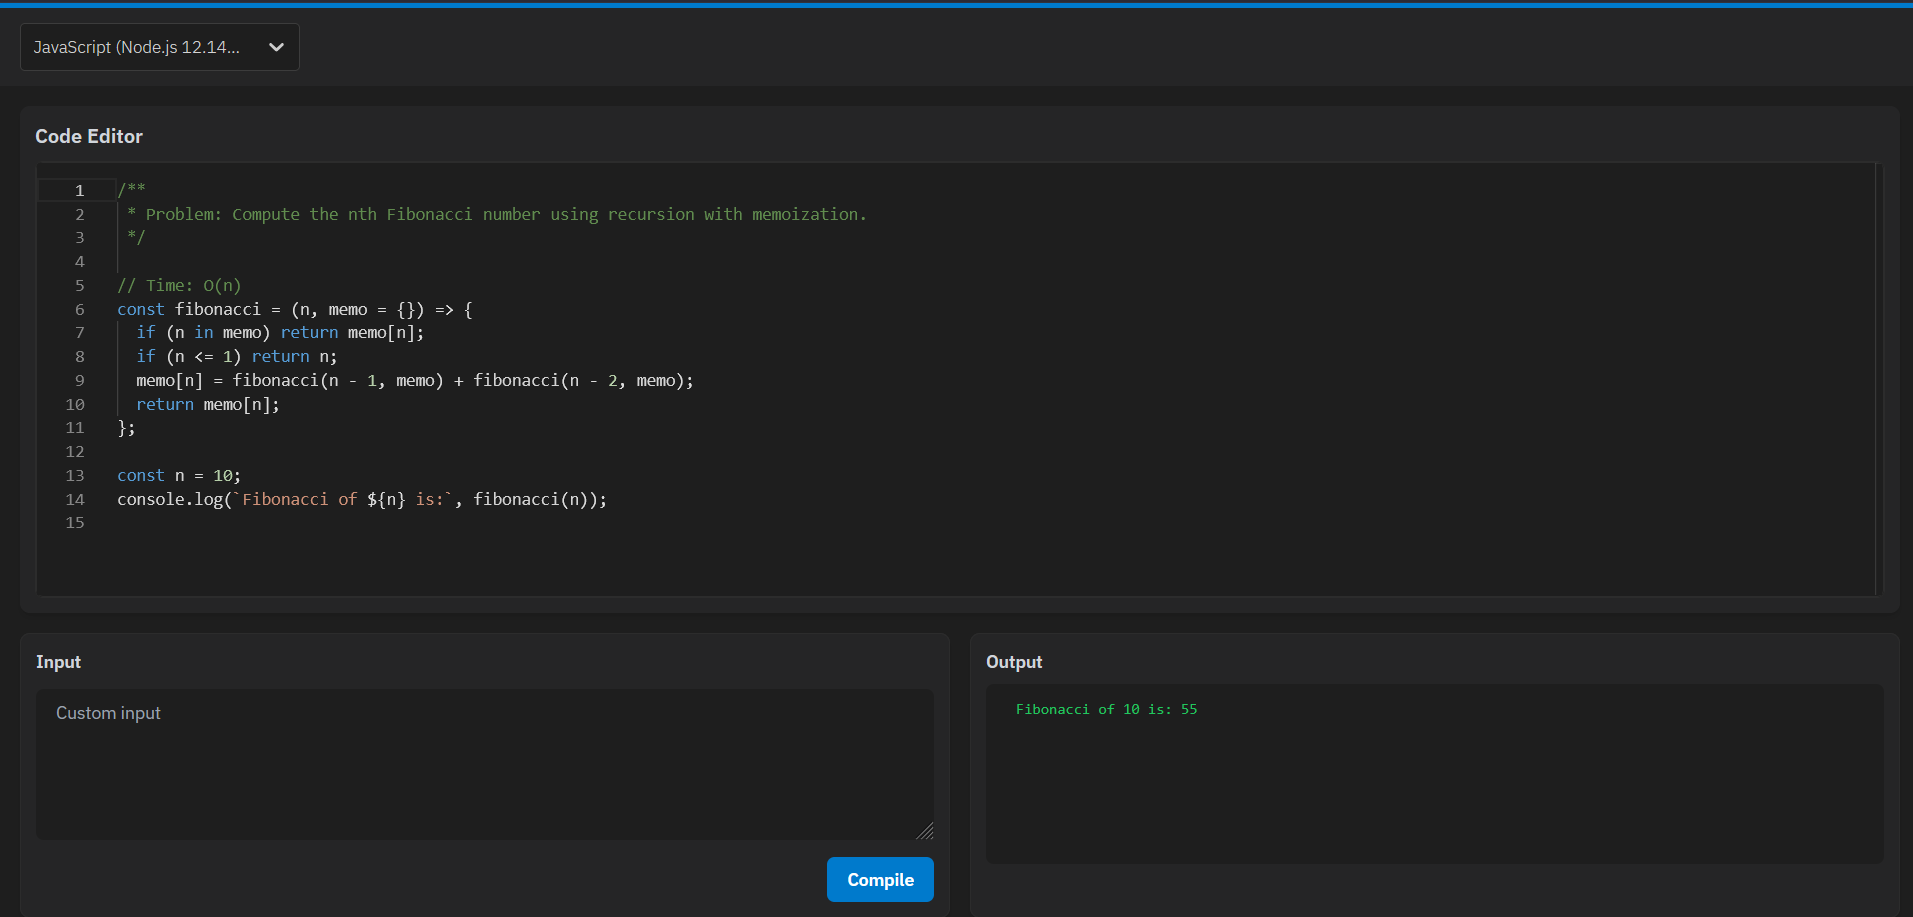 JavaScript (Node.js 12.14...
Code Editor
1 /**
2  * Problem: Compute the nth Fibonacci number using recursion with memoization.
3  */
4
5 // Time: O(n)
6 const fibonacci = (n, memo = {}) => {
7   if (n in memo) return memo[n];
8   if (n <= 1) return n;
9   memo[n] = fibonacci(n - 1, memo) + fibonacci(n - 2, memo);
10   return memo[n];
11 };
12
13 const n = 10;
14 console.log(`Fibonacci of ${n} is:`, fibonacci(n));
15
Input
Custom input
Compile
Output
Fibonacci of 10 is: 55